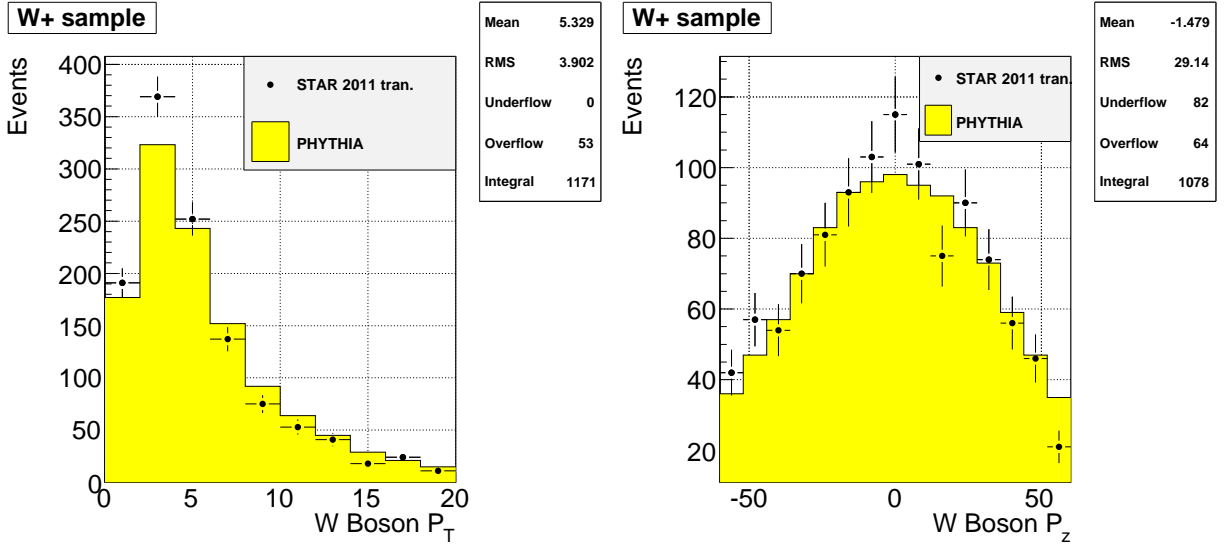 W+ sample
Mean 5.329
RMS 3.902
Underflow 0
Overflow 53
Integral 1171
Events
400
350
300
250
200
150
100
50
0
STAR 2011 tran.
PHYTHIA
0 5 10 15 20
W Boson P_T
W+ sample
Mean -1.479
RMS 29.14
Underflow 82
Overflow 64
Integral 1078
Events
120
100
80
60
40
20
STAR 2011 tran.
PHYTHIA
-50 0 50
W Boson P_z